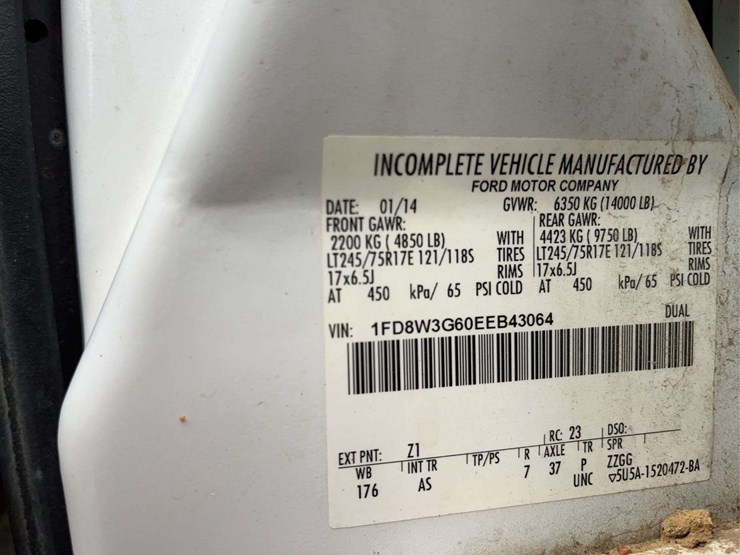 INCOMPLETE VEHICLE MANUFACTURED BY
FORD MOTOR COMPANY
DATE: 01/14 GVWR: 6350 KG (14000 LB)
FRONT GAWR: REAR GAWR:
2200 KG ( 4850 LB) WITH 4423 KG ( 9750 LB) WITH
LT245/75R17E 121/118S TIRES LT245/75R17E 121/118S TIRES
17x6.5J RIMS 17x6.5J RIMS
AT 450 kPa/ 65 PSI COLD AT 450 kPa/ 65 PSI COLD
DUAL
VIN: 1FD8W3G60EEB43064
EXT PNT: Z1 RC: 23 DSO:
WB INT TR TP/PS R AXLE TR SPR
176 AS 7 37 P ZZGG
UNC ▽5U5A-1520472-BA